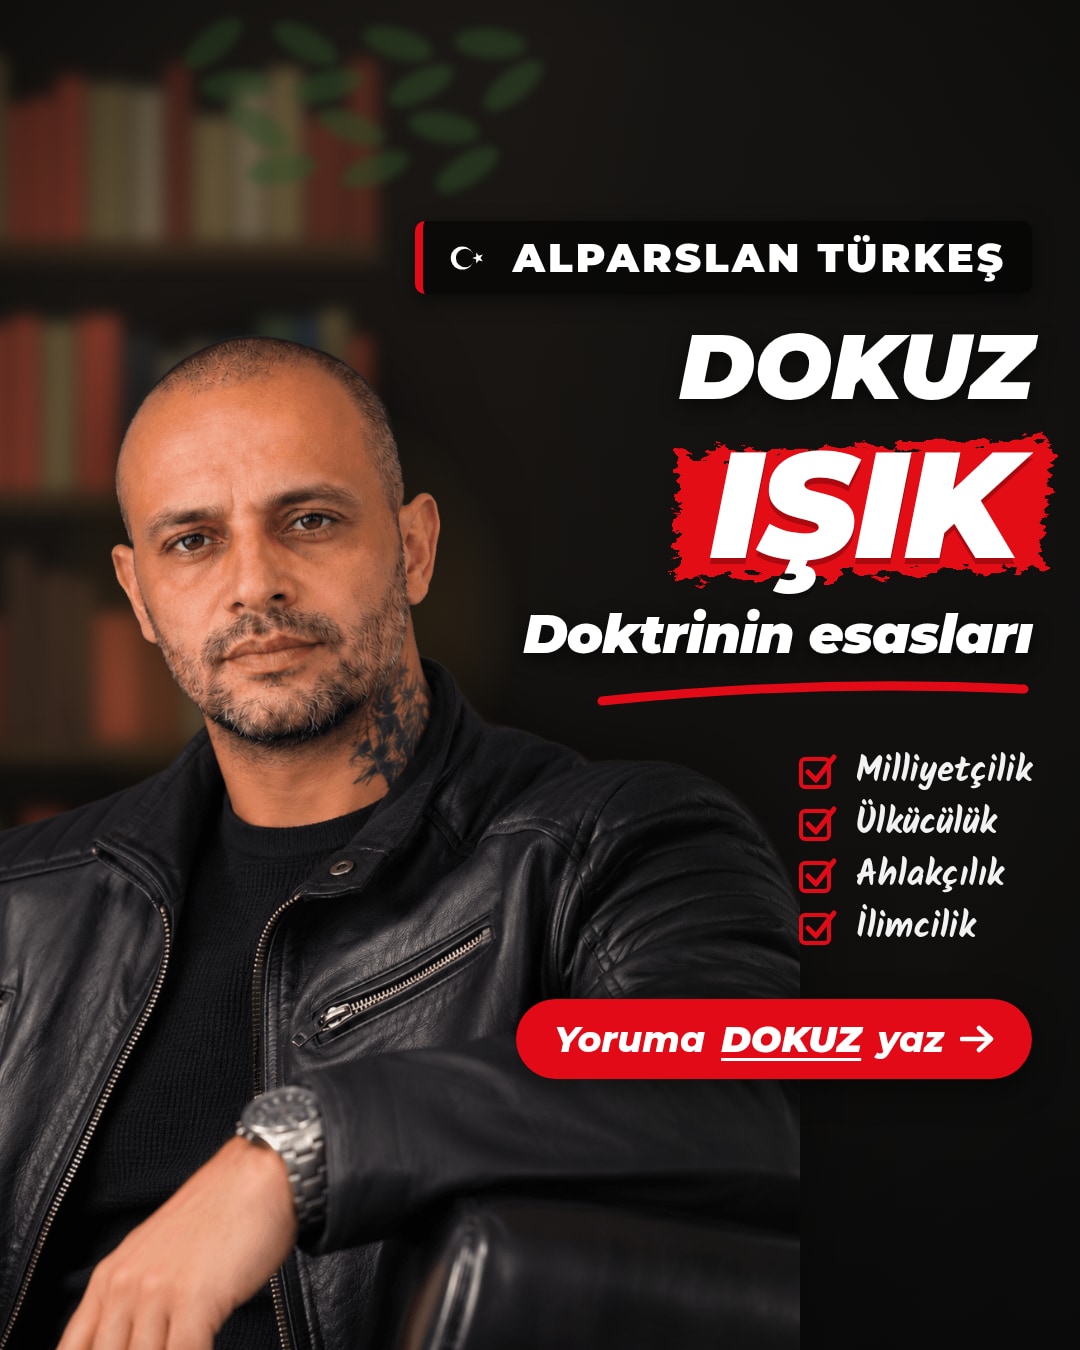 ALPARSLAN TÜRKEŞ
DOKUZ
IŞIK
Doktrinin esasları
Milliyetçilik
Ülkücülük
Ahlakçılık
İlimcilik
Yoruma DOKUZ yaz →